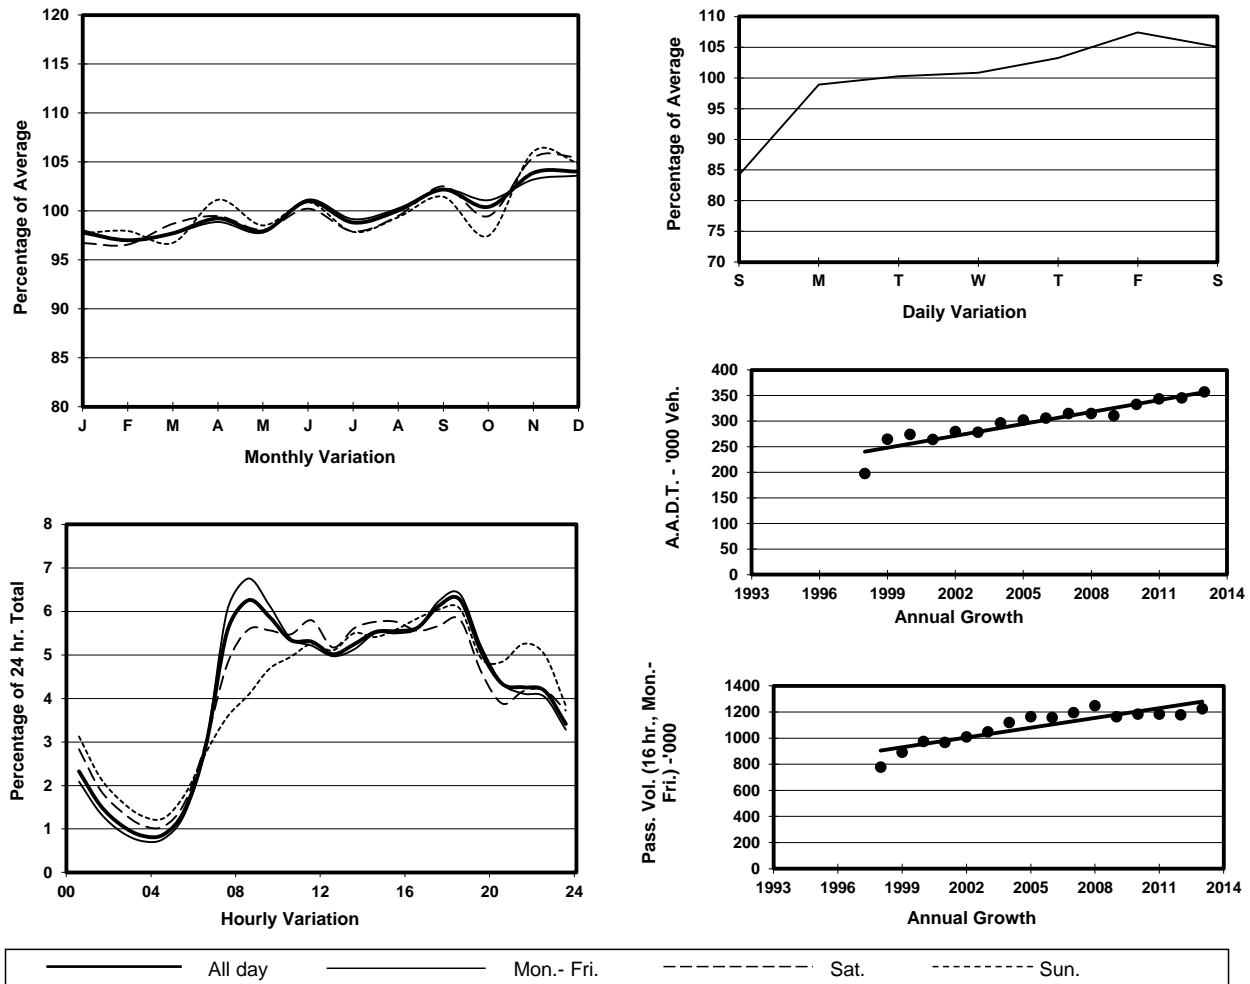 120
115
110
105
100
95
90
85
80
J F M A M J J A S O N D
Percentage of Average
Monthly Variation
110
105
100
95
90
85
80
75
70
S M T W T F S
Percentage of Average
Daily Variation
400
350
300
250
200
150
100
50
0
1993 1996 1999 2002 2005 2008 2011 2014
A.A.D.T. - '000 Veh.
Annual Growth
8
7
6
5
4
3
2
1
0
00 04 08 12 16 20 24
Percentage of 24 hr. Total
Hourly Variation
1400
1200
1000
800
600
400
200
0
1993 1996 1999 2002 2005 2008 2011 2014
Pass. Vol. (16 hr., Mon.-
Fri.) -'000
Annual Growth
All day Mon.- Fri. Sat. Sun.